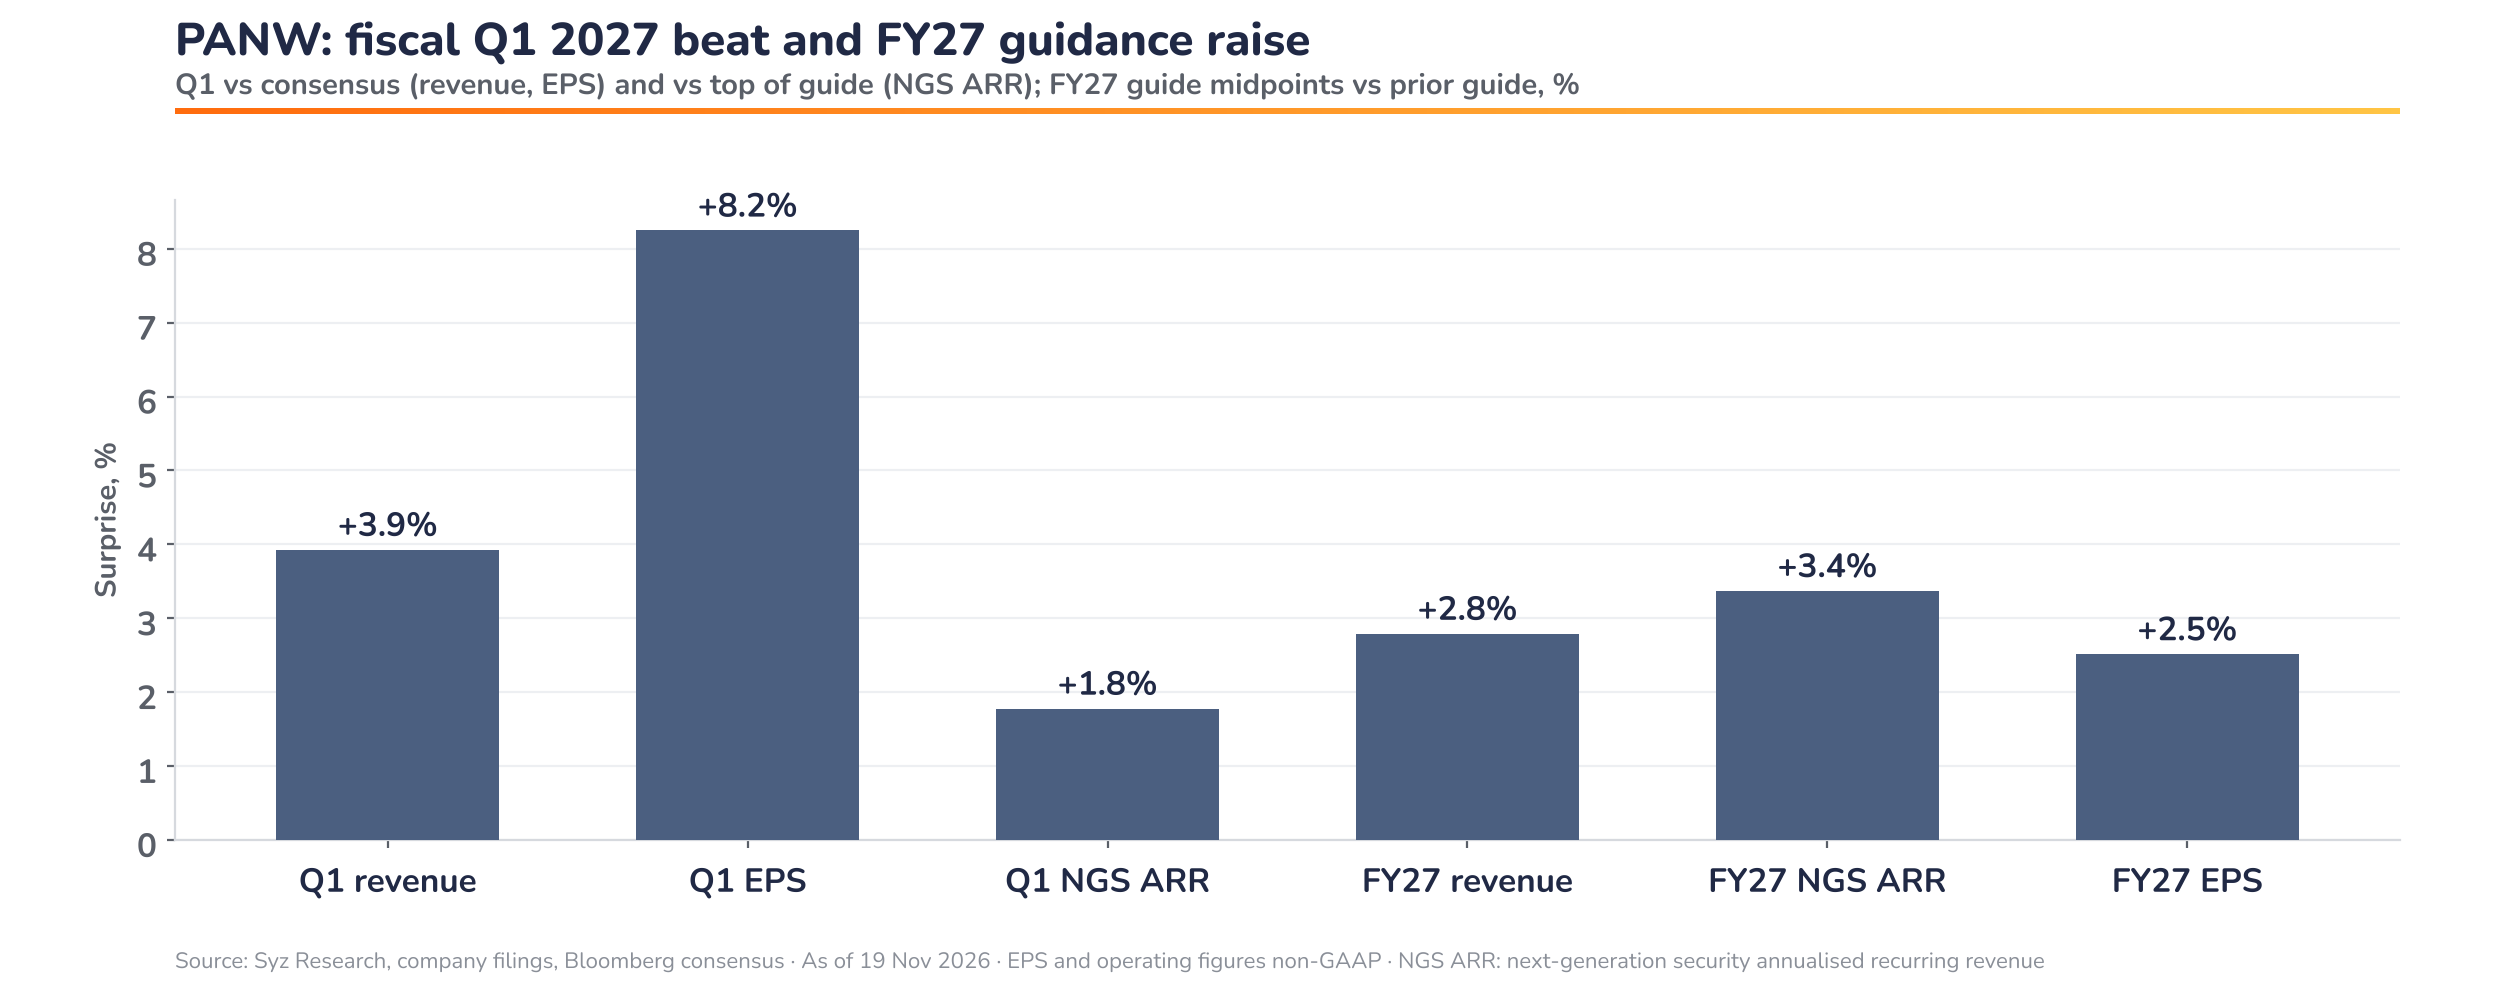 PANW: fiscal Q1 2027 beat and FY27 guidance raise
Q1 vs consensus (revenue, EPS) and vs top of guide (NGS ARR); FY27 guide midpoints vs prior guide, %
Surprise, %
8
7
6
5
4
3
2
1
0
+3.9%
+8.2%
+1.8%
+2.8%
+3.4%
+2.5%
Q1 revenue
Q1 EPS
Q1 NGS ARR
FY27 revenue
FY27 NGS ARR
FY27 EPS
Source: Syz Research, company filings, Bloomberg consensus · As of 19 Nov 2026 · EPS and operating figures non-GAAP · NGS ARR: next-generation security annualised recurring revenue